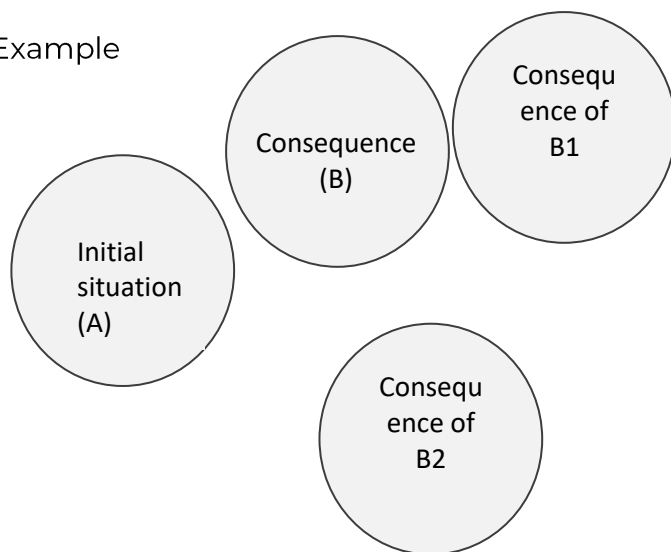 Example
Consequ
ence of
B1
Consequence
(B)
Initial
situation
(A)
Consequ
ence of
B2